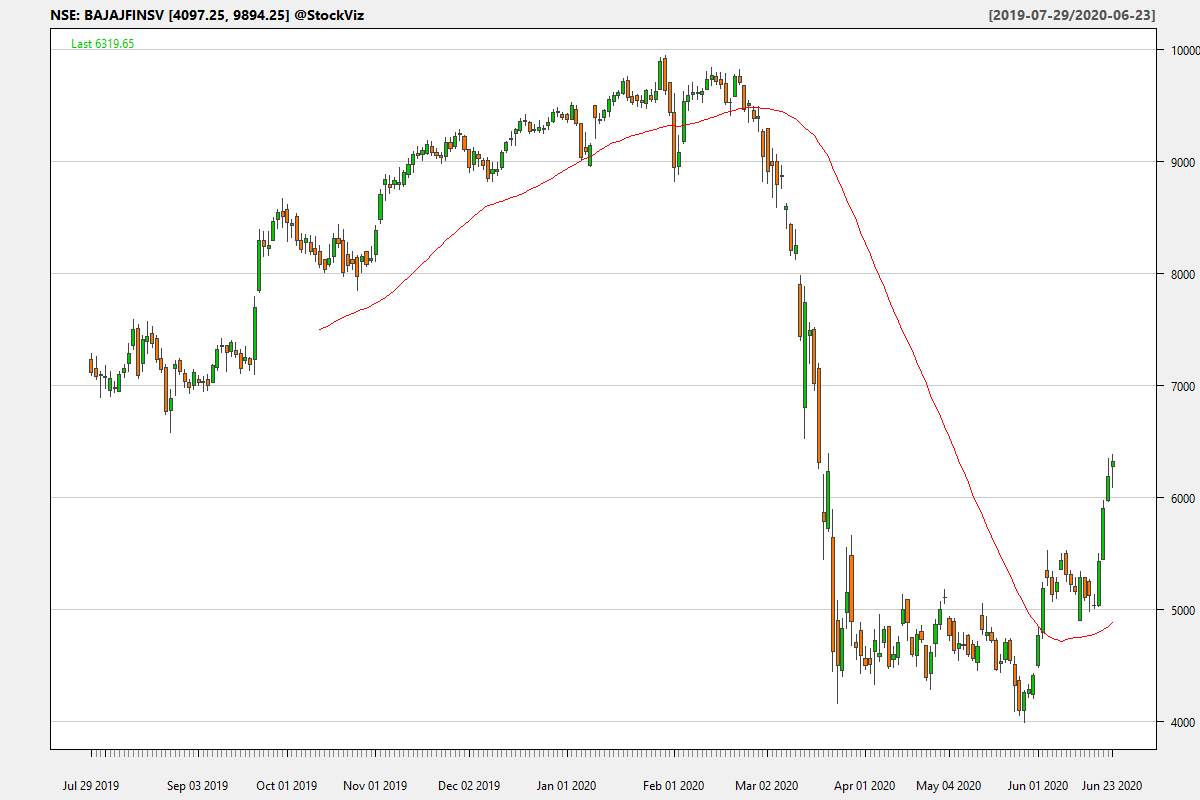 NSE: BAJAJFINSV [4097.25, 9894.25] @StockViz [2019-07-29/2020-06-23]
Last 6319.65
10000
9000
8000
7000
6000
5000
4000
Jul 29 2019 Sep 03 2019 Oct 01 2019 Nov 01 2019 Dec 02 2019 Jan 01 2020 Feb 01 2020 Mar 02 2020 Apr 01 2020 May 04 2020 Jun 01 2020 Jun 23 2020